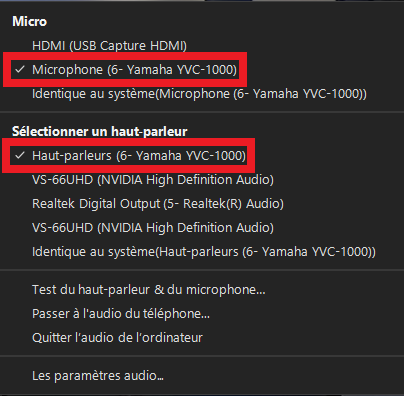 Micro
HDMI (USB Capture HDMI)
Microphone (6- Yamaha YVC-1000)
Identique au système(Microphone (6- Yamaha YVC-1000))
Sélectionner un haut-parleur
Haut-parleurs (6- Yamaha YVC-1000)
VS-66UHD (NVIDIA High Definition Audio)
Realtek Digital Output (5- Realtek(R) Audio)
VS-66UHD (NVIDIA High Definition Audio)
Identique au système(Haut-parleurs (6- Yamaha YVC-1000))
Test du haut-parleur & du microphone...
Passer à l'audio du téléphone...
Quitter l'audio de l'ordinateur
Les paramètres audio...